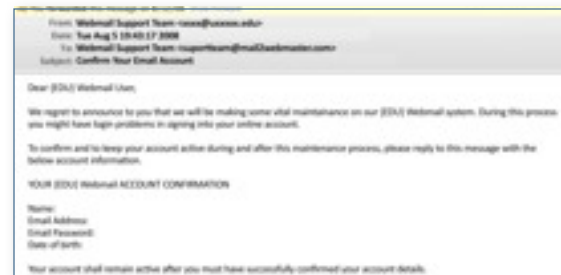 From: Webmail Support Team
Date: Tue Aug 5 19:43:17 2008
To: Webmail Support Team
Subject: Confirm Your Email Account
Dear (EDU) Webmail User,
We regret to announce to you that we will be making some vital maintainance on our (EDU) Webmail system. During this process
you might have login problems in signing into your online account.
To confirm and to keep your account active during and after this maintenance process, please reply to this message with the
below account information.
YOUR (EDU) Webmail ACCOUNT CONFIRMATION
Name:
Email Address:
Email Password:
Date of birth:
Your account shall remain active after you must have successfully confirmed your account details.